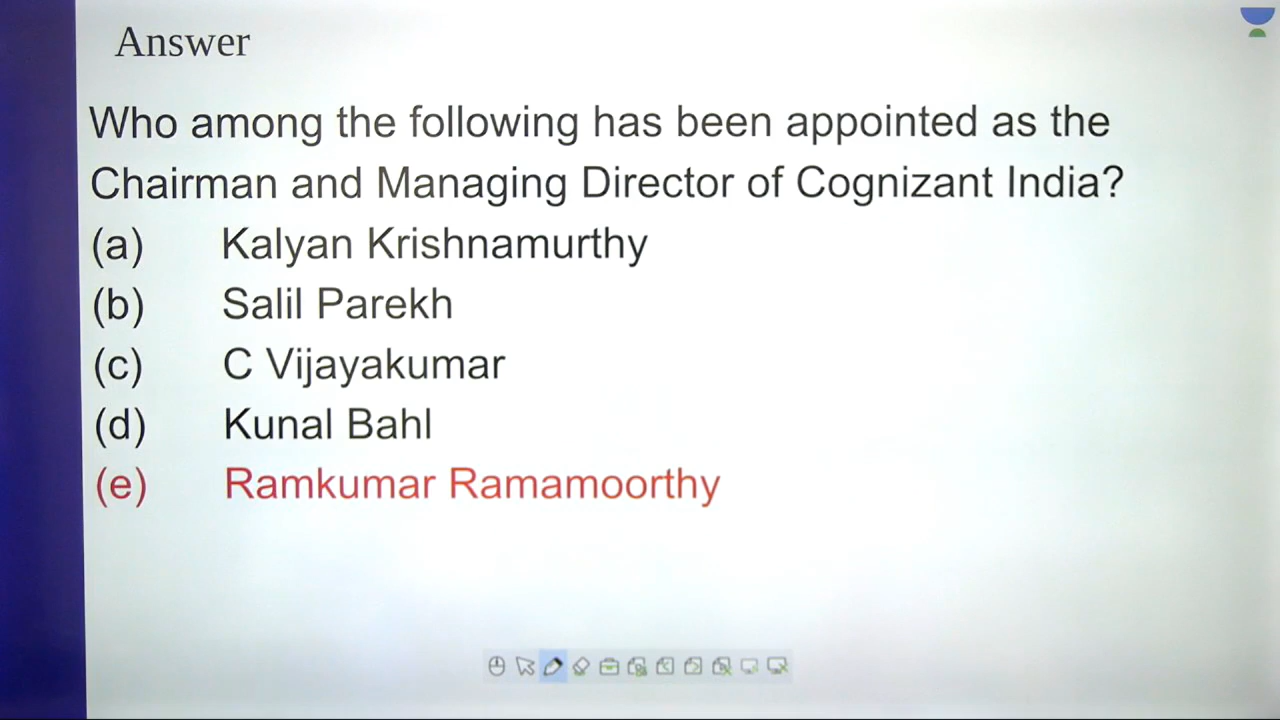 Answer
Who among the following has been appointed as the
Chairman and Managing Director of Cognizant India?
(a) Kalyan Krishnamurthy
(b) Salil Parekh
(c) C Vijayakumar
(d) Kunal Bahl
(e) Ramkumar Ramamoorthy